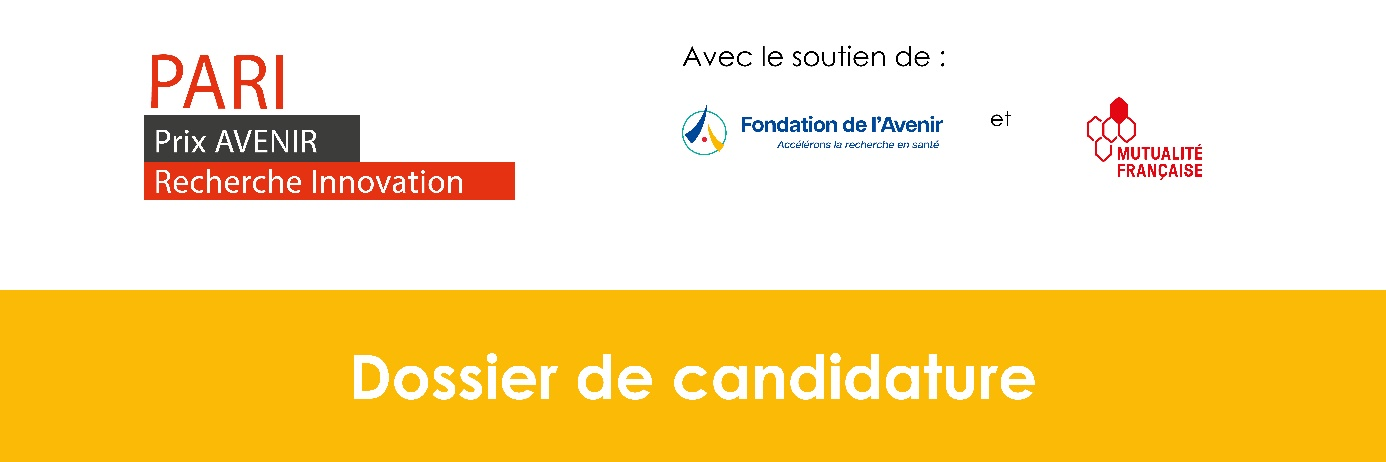 PARI
Prix AVENIR
Recherche Innovation
Avec le soutien de :
Fondation de l'Avenir
Accélérons la recherche en santé
et
MUTUALITÉ
FRANÇAISE
Dossier de candidature